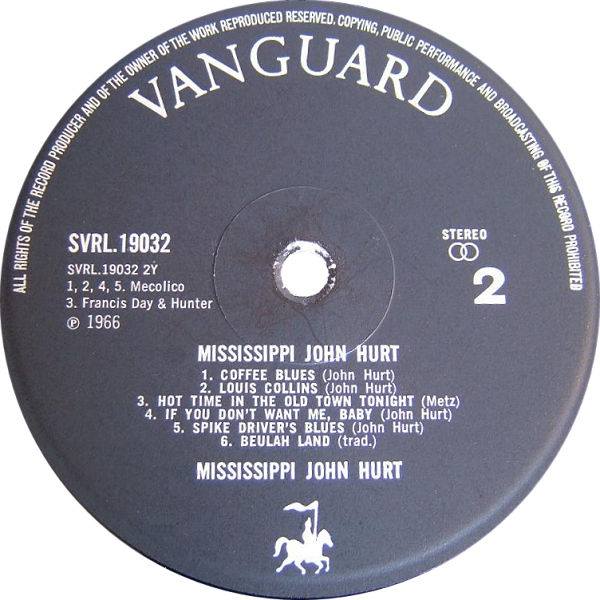 ALL RIGHTS OF THE RECORD PRODUCER AND OF THE OWNER OF THE WORK REPRODUCED RESERVED. COPYING, PUBLIC PERFORMANCE AND BROADCASTING OF THIS RECORD PROHIBITED
VANGUARD
SVRL.19032
STEREO
SVRL.19032 2Y
2
1, 2, 4, 5. Mecolico
3. Francis Day & Hunter
℗ 1966
MISSISSIPPI JOHN HURT
1. COFFEE BLUES (John Hurt)
2. LOUIS COLLINS (John Hurt)
3. HOT TIME IN THE OLD TOWN TONIGHT (Metz)
4. IF YOU DON'T WANT ME, BABY (John Hurt)
5. SPIKE DRIVER'S BLUES (John Hurt)
6. BEULAH LAND (trad.)
MISSISSIPPI JOHN HURT